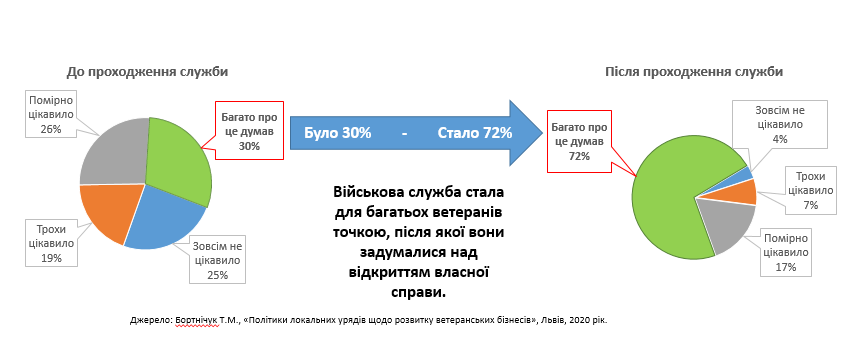 До проходження служби
Після проходження служби
Помірно
цікавило
26%
Багато про
це думав
30%
Трохи
цікавило
19%
Зовсім не
цікавило
25%
Було 30% - Стало 72%
Військова служба стала
для багатьох ветеранів
точкою, після якої вони
задумалися над
відкриттям власної
справи.
Багато про
це думав
72%
Зовсім не
цікавило
4%
Трохи
цікавило
7%
Помірно
цікавило
17%
Джерело: Бортнічук Т.М., «Політики локальних урядів щодо розвитку ветеранських бізнесів», Львів, 2020 рік.